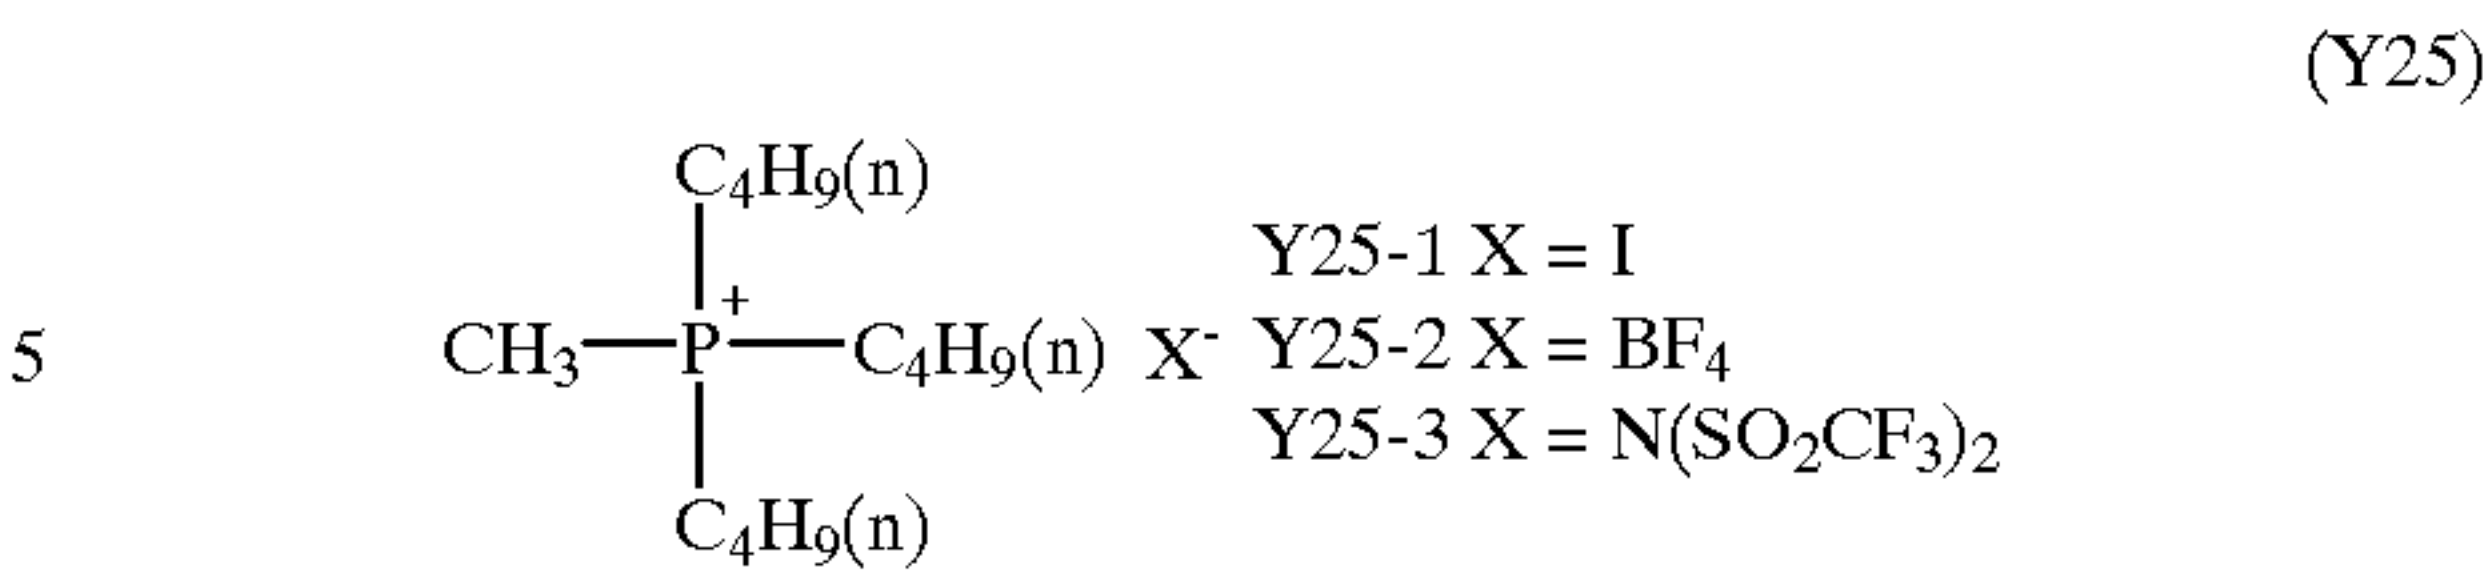 (Y25)
C₄H₉(n)
Y25-1 X = I
+
5 CH₃—P—C₄H₉(n) X⁻ Y25-2 X = BF₄
Y25-3 X = N(SO₂CF₃)₂
C₄H₉(n)